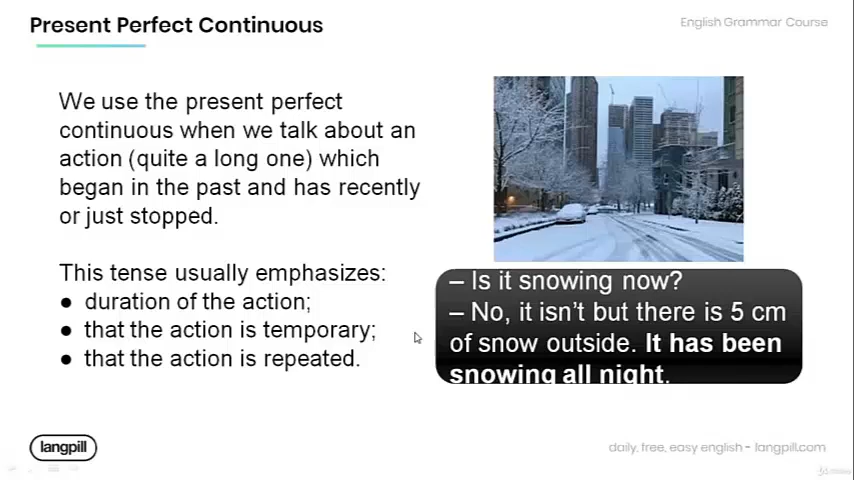 Present Perfect Continuous
English Grammar Course
We use the present perfect
continuous when we talk about an
action (quite a long one) which
began in the past and has recently
or just stopped.
This tense usually emphasizes:
● duration of the action;
● that the action is temporary;
● that the action is repeated.
– Is it snowing now?
– No, it isn't but there is 5 cm
of snow outside. It has been
snowing all night.
langpill
daily, free, easy english - langpill.com